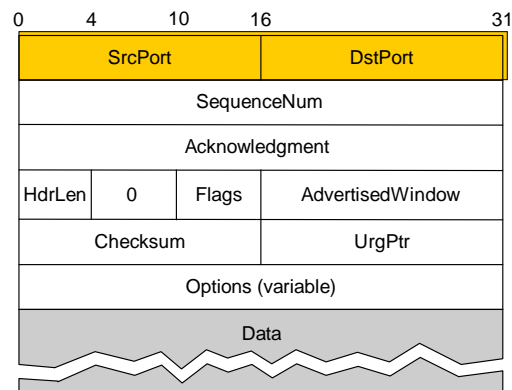 0 4 10 16 31
SrcPort DstPort
SequenceNum
Acknowledgment
HdrLen 0 Flags AdvertisedWindow
Checksum UrgPtr
Options (variable)
Data